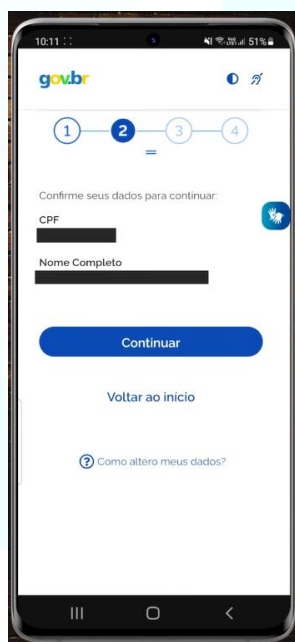 10:11
51%
gov.br
1 2 3 4
Confirme seus dados para continuar:
CPF
Nome Completo
Continuar
Voltar ao início
? Como altero meus dados?